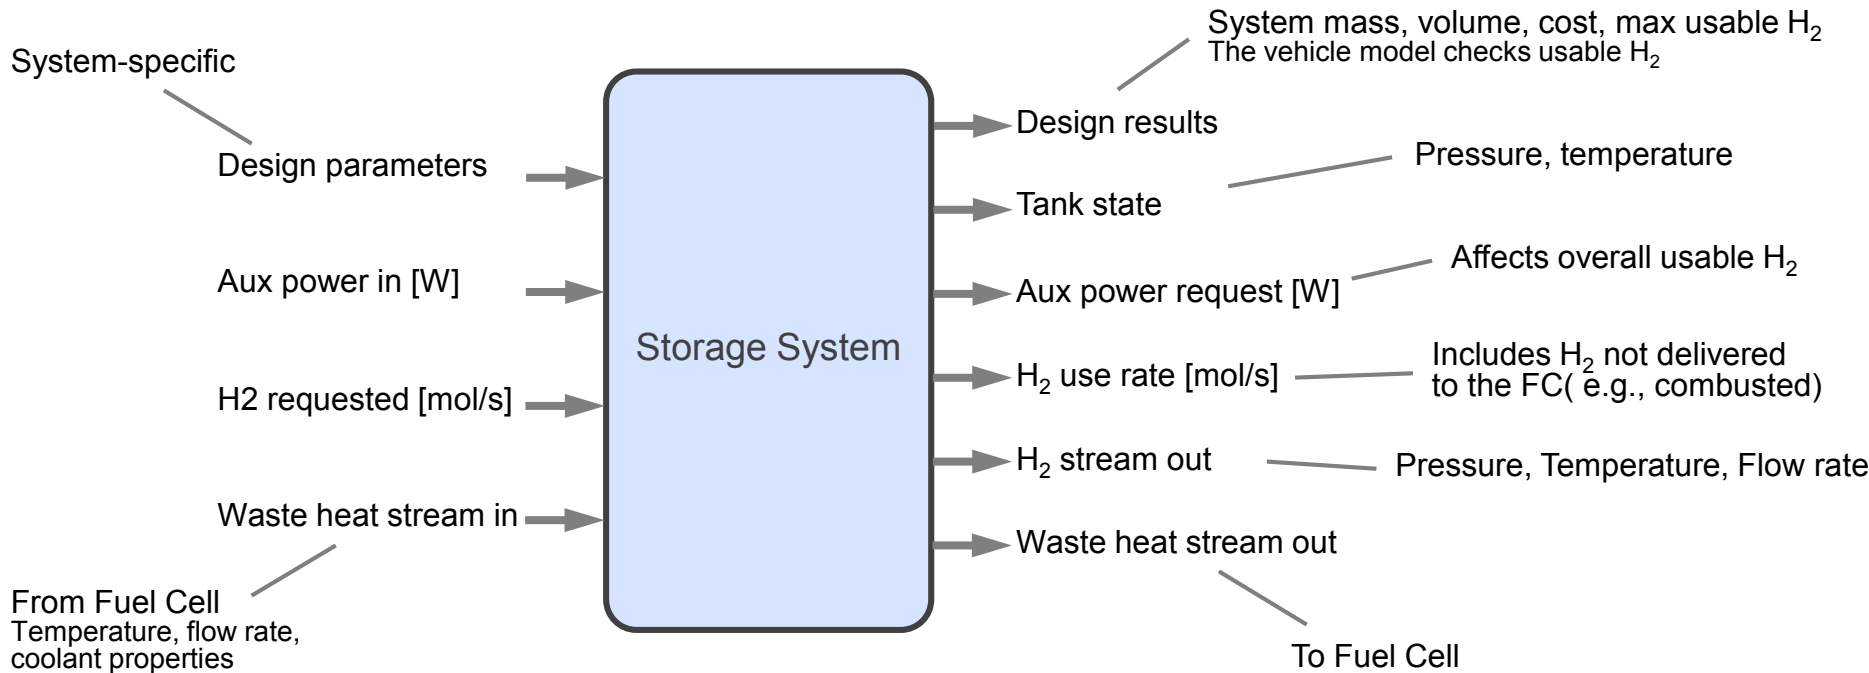 System-specific
Design parameters
Aux power in [W]
H2 requested [mol/s]
Waste heat stream in
From Fuel Cell
Temperature, flow rate,
coolant properties
Storage System
System mass, volume, cost, max usable H₂
The vehicle model checks usable H₂
Design results
Pressure, temperature
Tank state
Affects overall usable H₂
Aux power request [W]
Includes H₂ not delivered
to the FC( e.g., combusted)
H₂ use rate [mol/s]
H₂ stream out
Pressure, Temperature, Flow rate
Waste heat stream out
To Fuel Cell